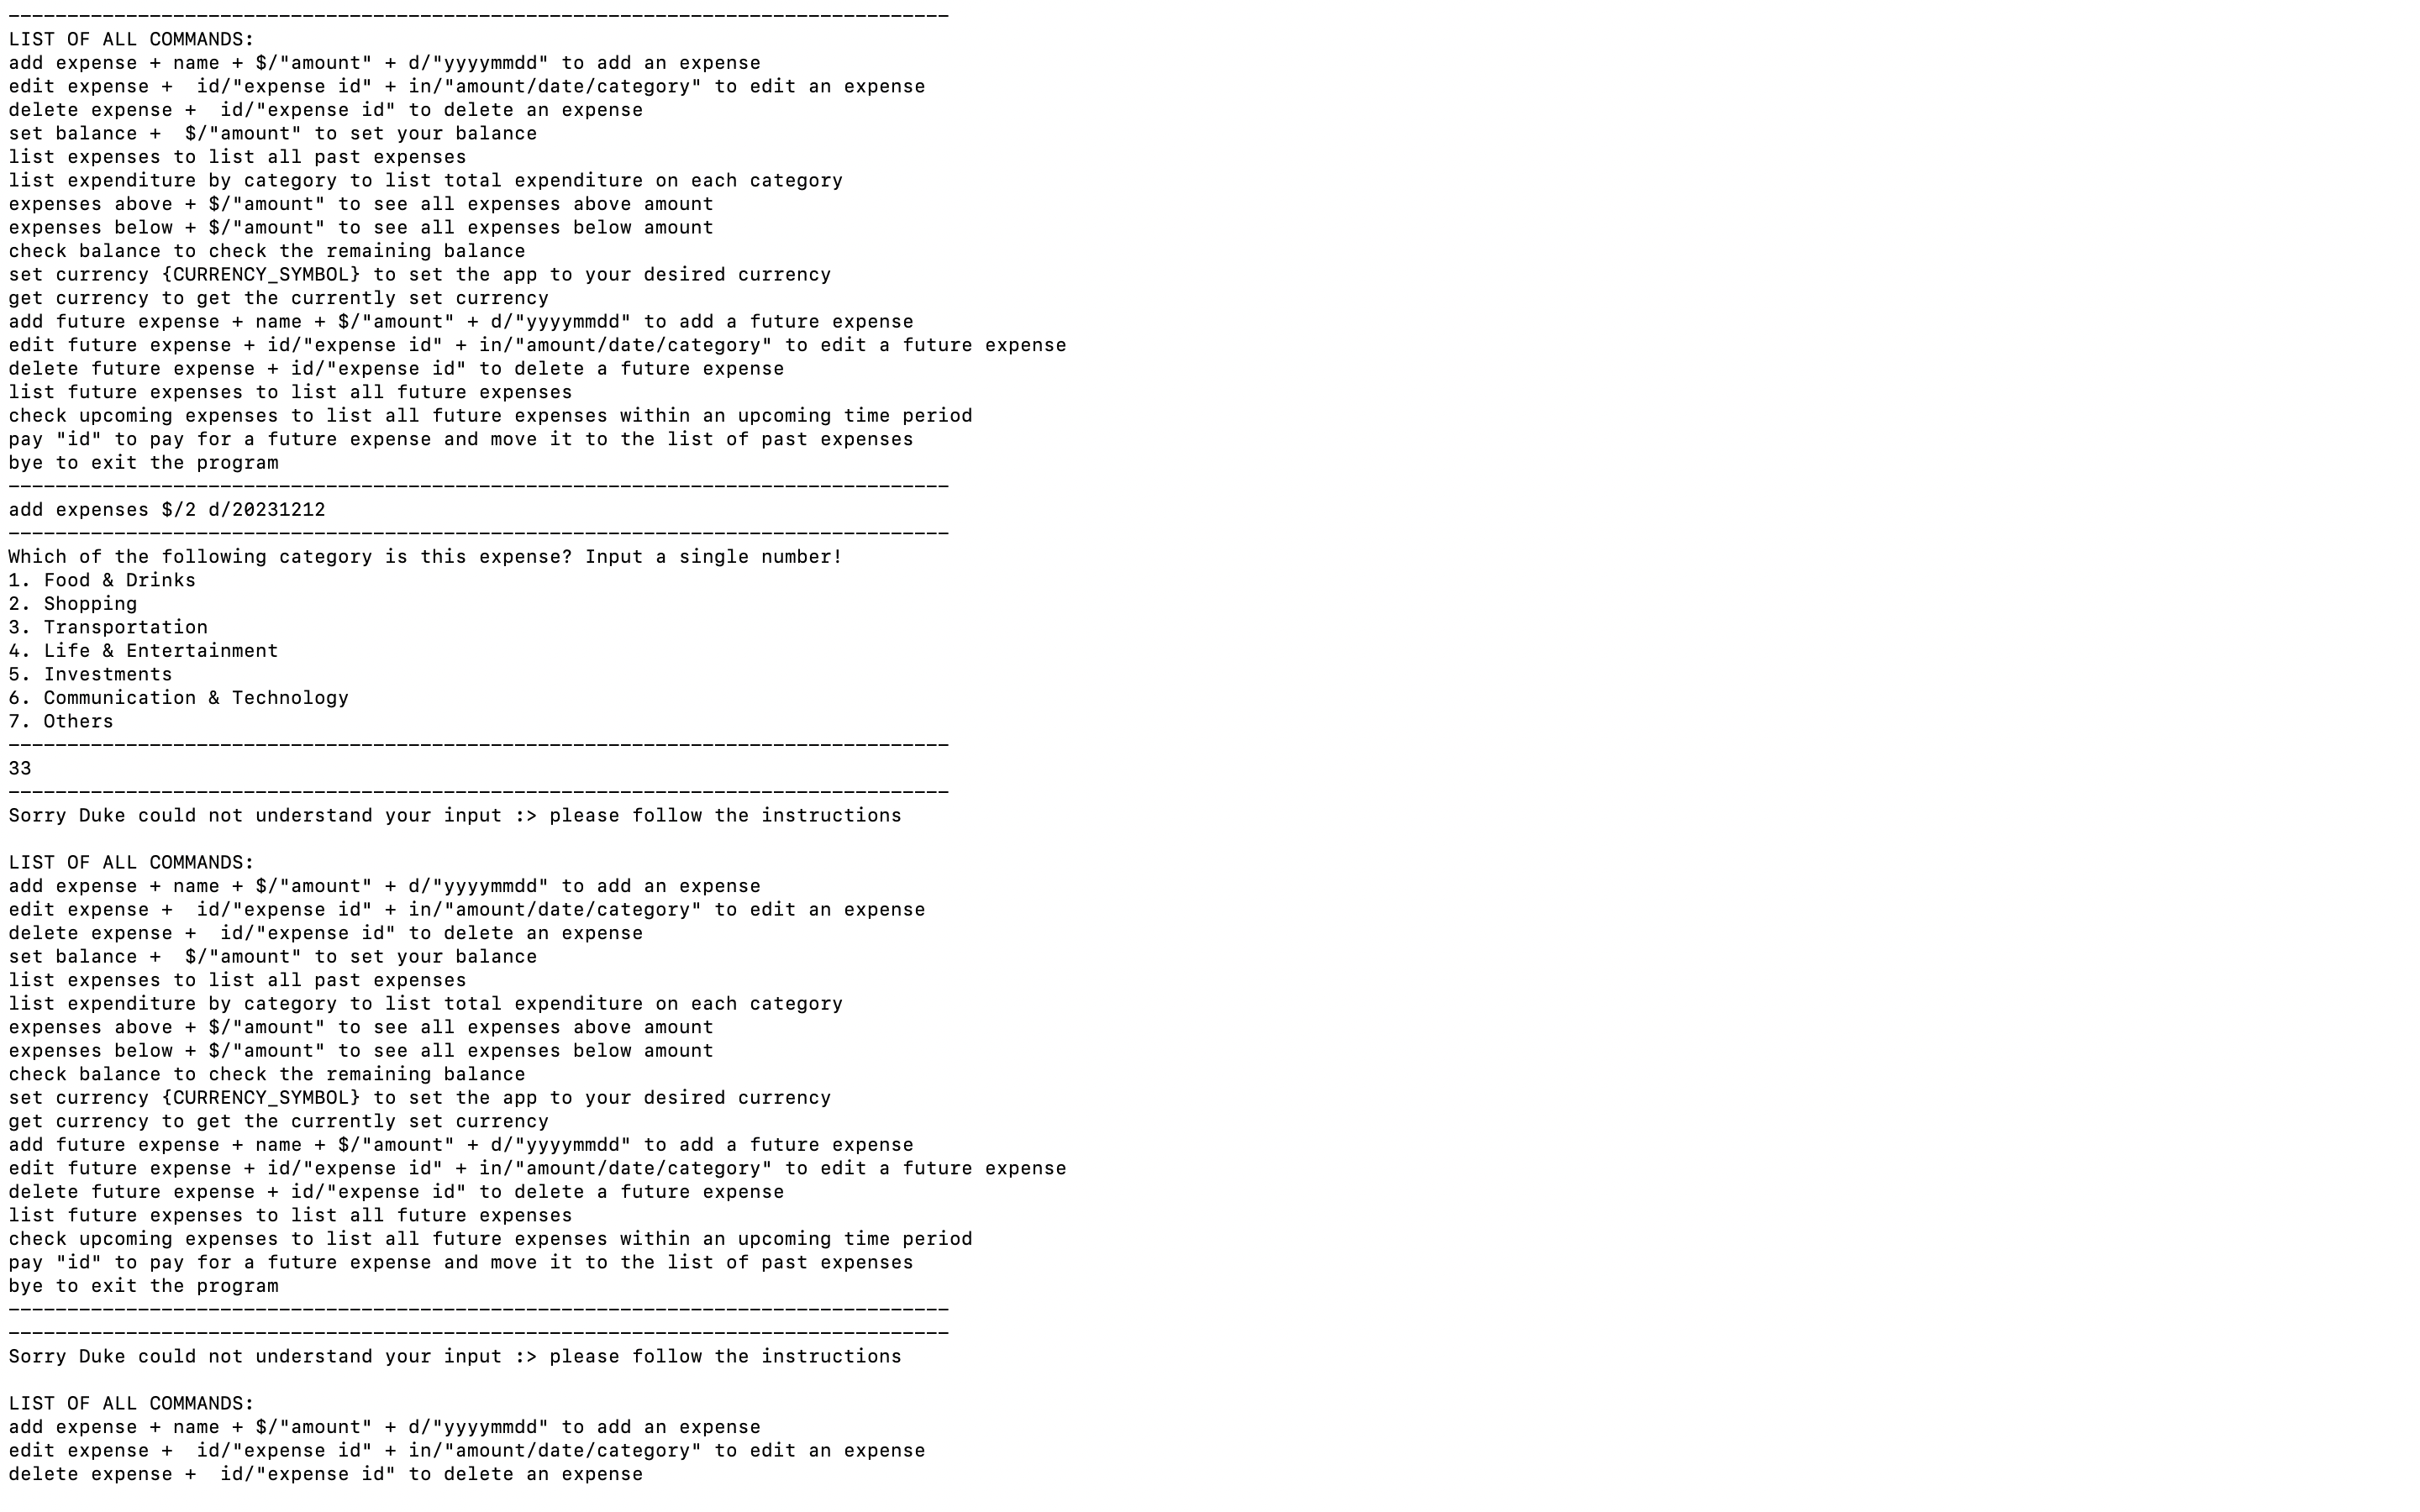 ________________________________________________________________________________
LIST OF ALL COMMANDS:
add expense + name + $/"amount" + d/"yyyymmdd" to add an expense
edit expense +  id/"expense id" + in/"amount/date/category" to edit an expense
delete expense +  id/"expense id" to delete an expense
set balance +  $/"amount" to set your balance
list expenses to list all past expenses
list expenditure by category to list total expenditure on each category
expenses above + $/"amount" to see all expenses above amount
expenses below + $/"amount" to see all expenses below amount
check balance to check the remaining balance
set currency {CURRENCY_SYMBOL} to set the app to your desired currency
get currency to get the currently set currency
add future expense + name + $/"amount" + d/"yyyymmdd" to add a future expense
edit future expense + id/"expense id" + in/"amount/date/category" to edit a future expense
delete future expense + id/"expense id" to delete a future expense
list future expenses to list all future expenses
check upcoming expenses to list all future expenses within an upcoming time period
pay "id" to pay for a future expense and move it to the list of past expenses
bye to exit the program
________________________________________________________________________________
add expenses $/2 d/20231212
________________________________________________________________________________
Which of the following category is this expense? Input a single number!
1. Food & Drinks
2. Shopping
3. Transportation
4. Life & Entertainment
5. Investments
6. Communication & Technology
7. Others
________________________________________________________________________________
33
________________________________________________________________________________
Sorry Duke could not understand your input :> please follow the instructions

LIST OF ALL COMMANDS:
add expense + name + $/"amount" + d/"yyyymmdd" to add an expense
edit expense +  id/"expense id" + in/"amount/date/category" to edit an expense
delete expense +  id/"expense id" to delete an expense
set balance +  $/"amount" to set your balance
list expenses to list all past expenses
list expenditure by category to list total expenditure on each category
expenses above + $/"amount" to see all expenses above amount
expenses below + $/"amount" to see all expenses below amount
check balance to check the remaining balance
set currency {CURRENCY_SYMBOL} to set the app to your desired currency
get currency to get the currently set currency
add future expense + name + $/"amount" + d/"yyyymmdd" to add a future expense
edit future expense + id/"expense id" + in/"amount/date/category" to edit a future expense
delete future expense + id/"expense id" to delete a future expense
list future expenses to list all future expenses
check upcoming expenses to list all future expenses within an upcoming time period
pay "id" to pay for a future expense and move it to the list of past expenses
bye to exit the program
________________________________________________________________________________
________________________________________________________________________________
Sorry Duke could not understand your input :> please follow the instructions

LIST OF ALL COMMANDS:
add expense + name + $/"amount" + d/"yyyymmdd" to add an expense
edit expense +  id/"expense id" + in/"amount/date/category" to edit an expense
delete expense +  id/"expense id" to delete an expense